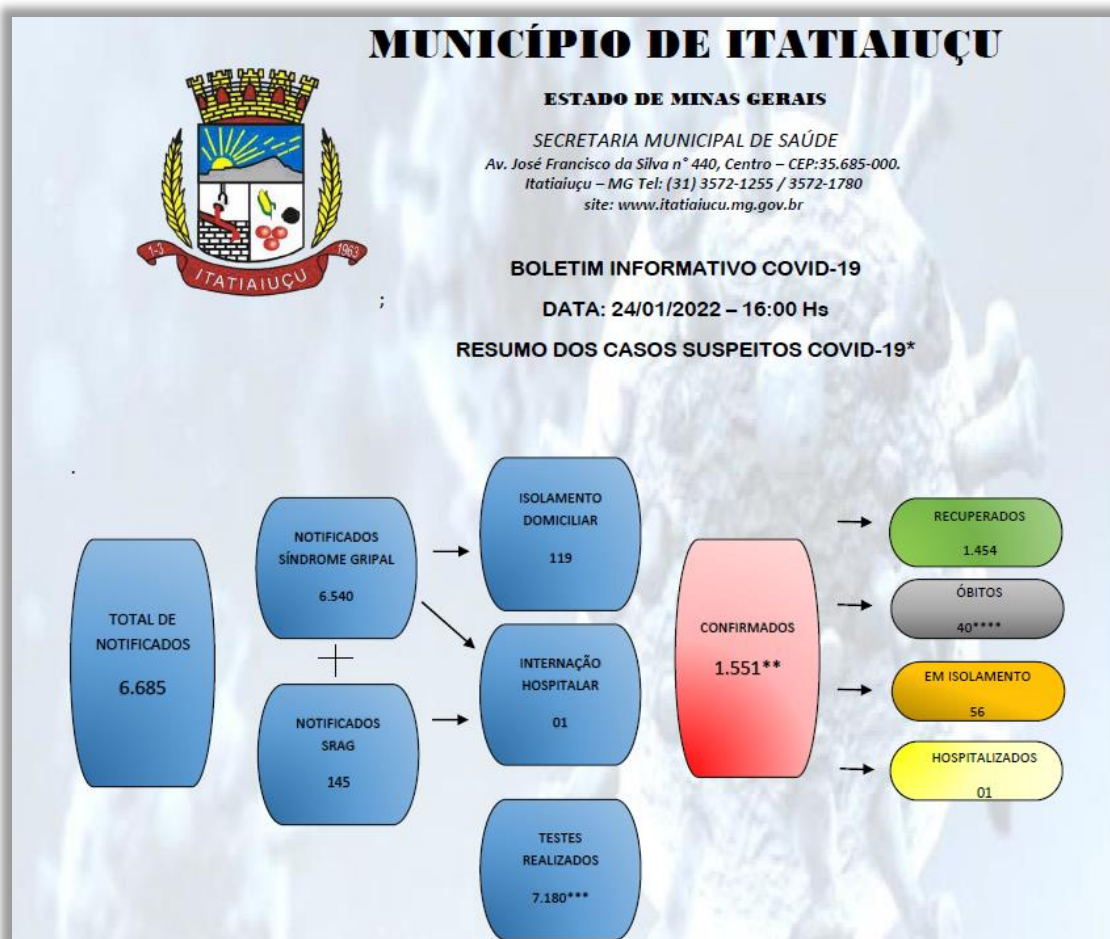 MUNICÍPIO DE ITATIAIUÇU
ESTADO DE MINAS GERAIS
SECRETARIA MUNICIPAL DE SAÚDE
Av. José Francisco da Silva n° 440, Centro – CEP:35.685-000.
Itatiaiuçu – MG Tel: (31) 3572-1255 / 3572-1780
site: www.itatiaiucu.mg.gov.br
1-3
1963
ITATIAIUÇU
;
BOLETIM INFORMATIVO COVID-19
DATA: 24/01/2022 – 16:00 Hs
RESUMO DOS CASOS SUSPEITOS COVID-19*
.
TOTAL DE
NOTIFICADOS
6.685
NOTIFICADOS
SÍNDROME GRIPAL
6.540
NOTIFICADOS
SRAG
145
ISOLAMENTO
DOMICILIAR
119
INTERNAÇÃO
HOSPITALAR
01
TESTES
REALIZADOS
7.180***
CONFIRMADOS
1.551**
RECUPERADOS
1.454
ÓBITOS
40****
EM ISOLAMENTO
56
HOSPITALIZADOS
01